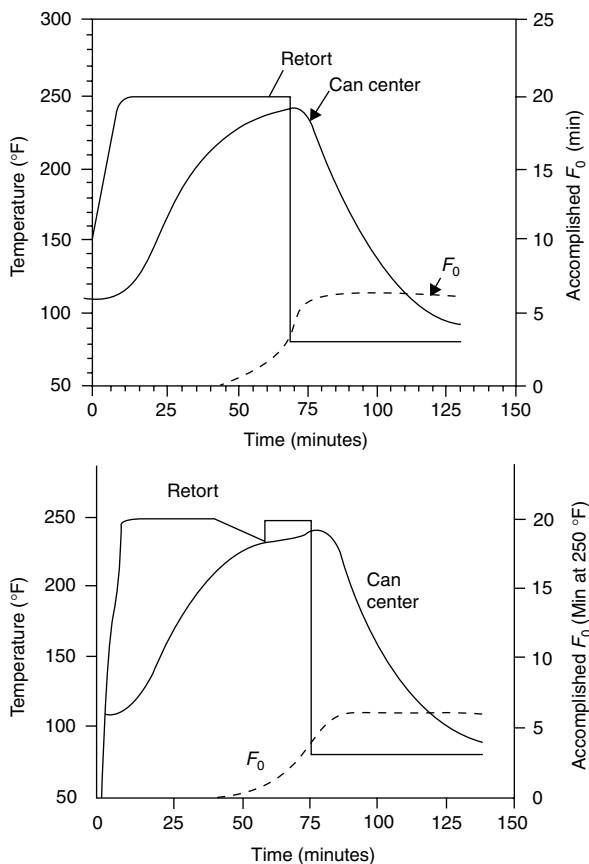 300
250
200
150
100
50
Temperature (°F)
Retort
Can center
F0
25
20
15
10
5
0
Accomplished F0 (min)
0
25
50
75
100
125
150
Time (minutes)
250
200
150
100
50
Temperature (°F)
Retort
Can
center
F0
20
15
10
5
0
Accomplished F0 (Min at 250 °F)
0
25
50
75
100
125
150
Time (minutes)